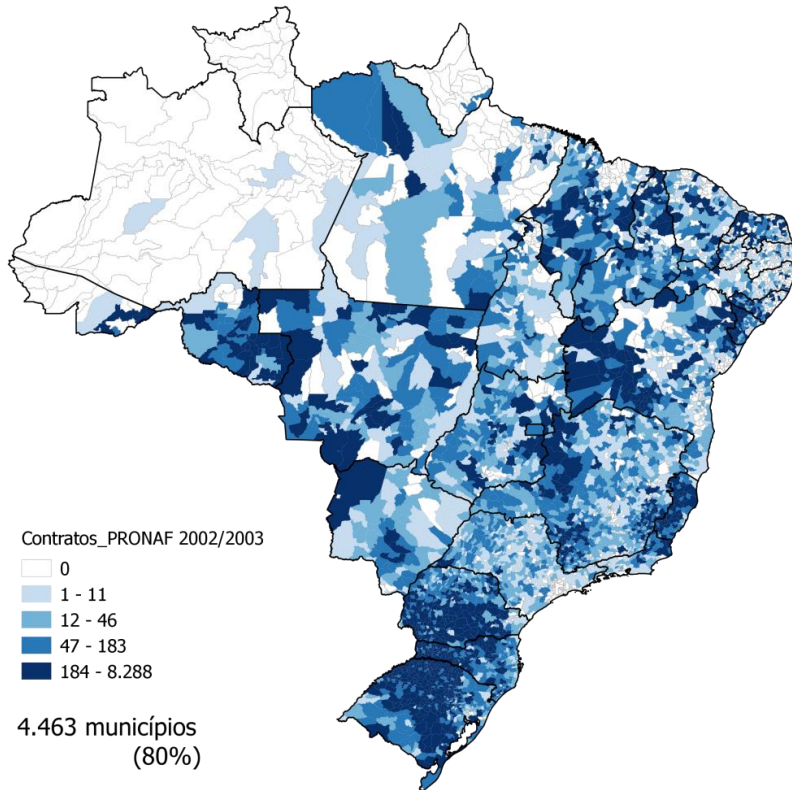 Contratos_PRONAF 2002/2003
0
1 - 11
12 - 46
47 - 183
184 - 8.288
4.463 municípios
(80%)